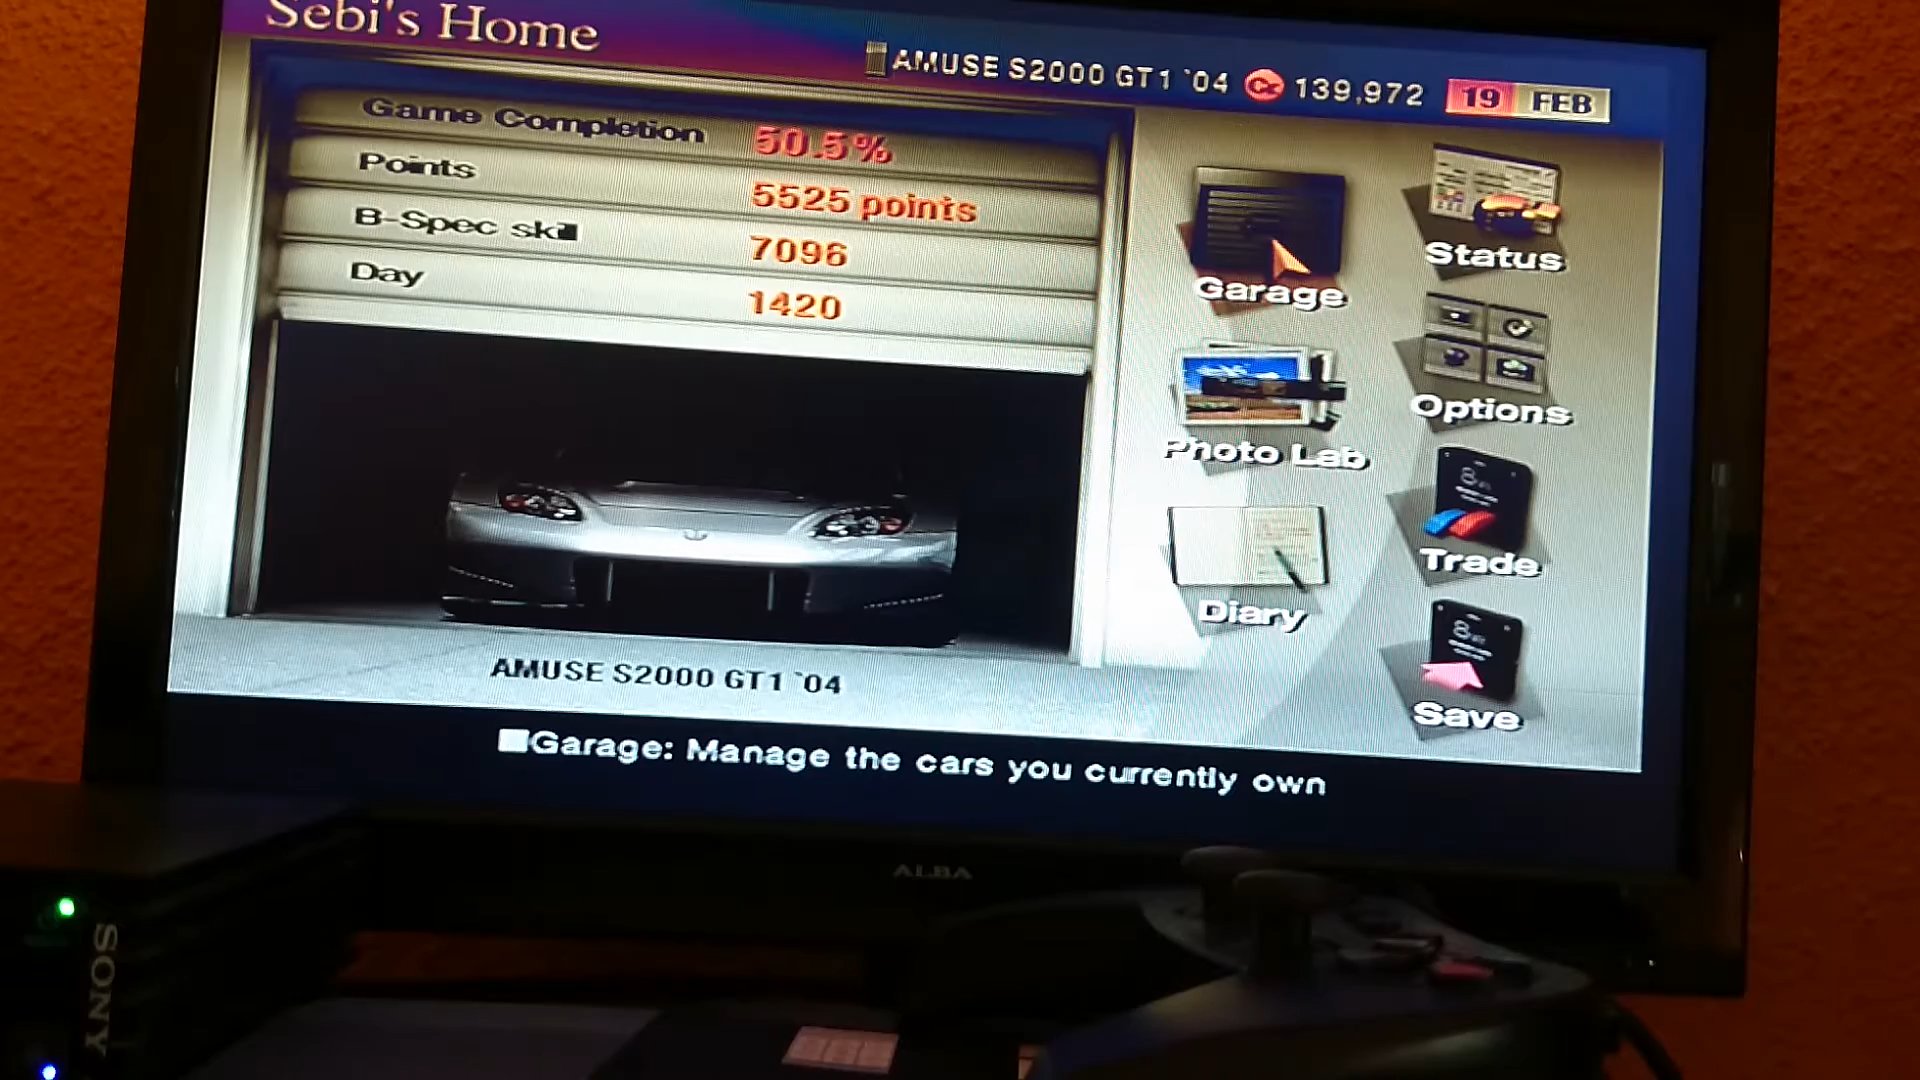 Sebi's Home
AMUSE S2000 GT1 `04 Cr 139,972 19 FEB
Game Completion 50.5%
Points 5525 points
B-Spec skill 7096
Day 1420
Garage
Status
Photo Lab
Options
Diary
Trade
Save
AMUSE S2000 GT1 `04
Garage: Manage the cars you currently own
ALBA
SONY